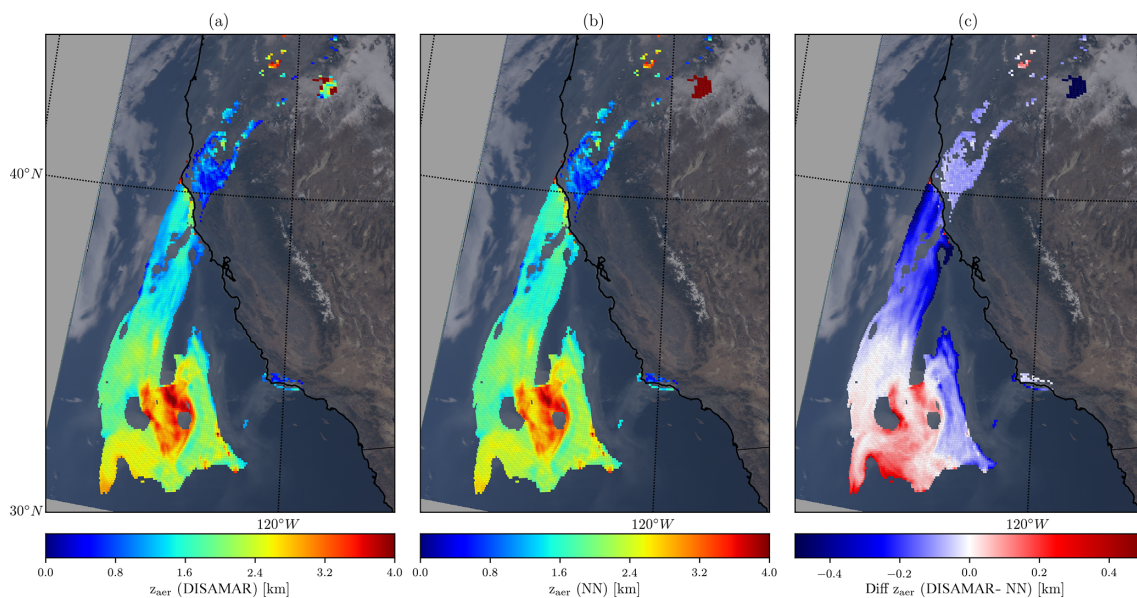 (a)
(b)
(c)
40°N
30°N
120°W
120°W
120°W
0.0 0.8 1.6 2.4 3.2 4.0
0.0 0.8 1.6 2.4 3.2 4.0
−0.4 −0.2 0.0 0.2 0.4
z_aer (DISAMAR) [km]
z_aer (NN) [km]
Diff z_aer (DISAMAR- NN) [km]